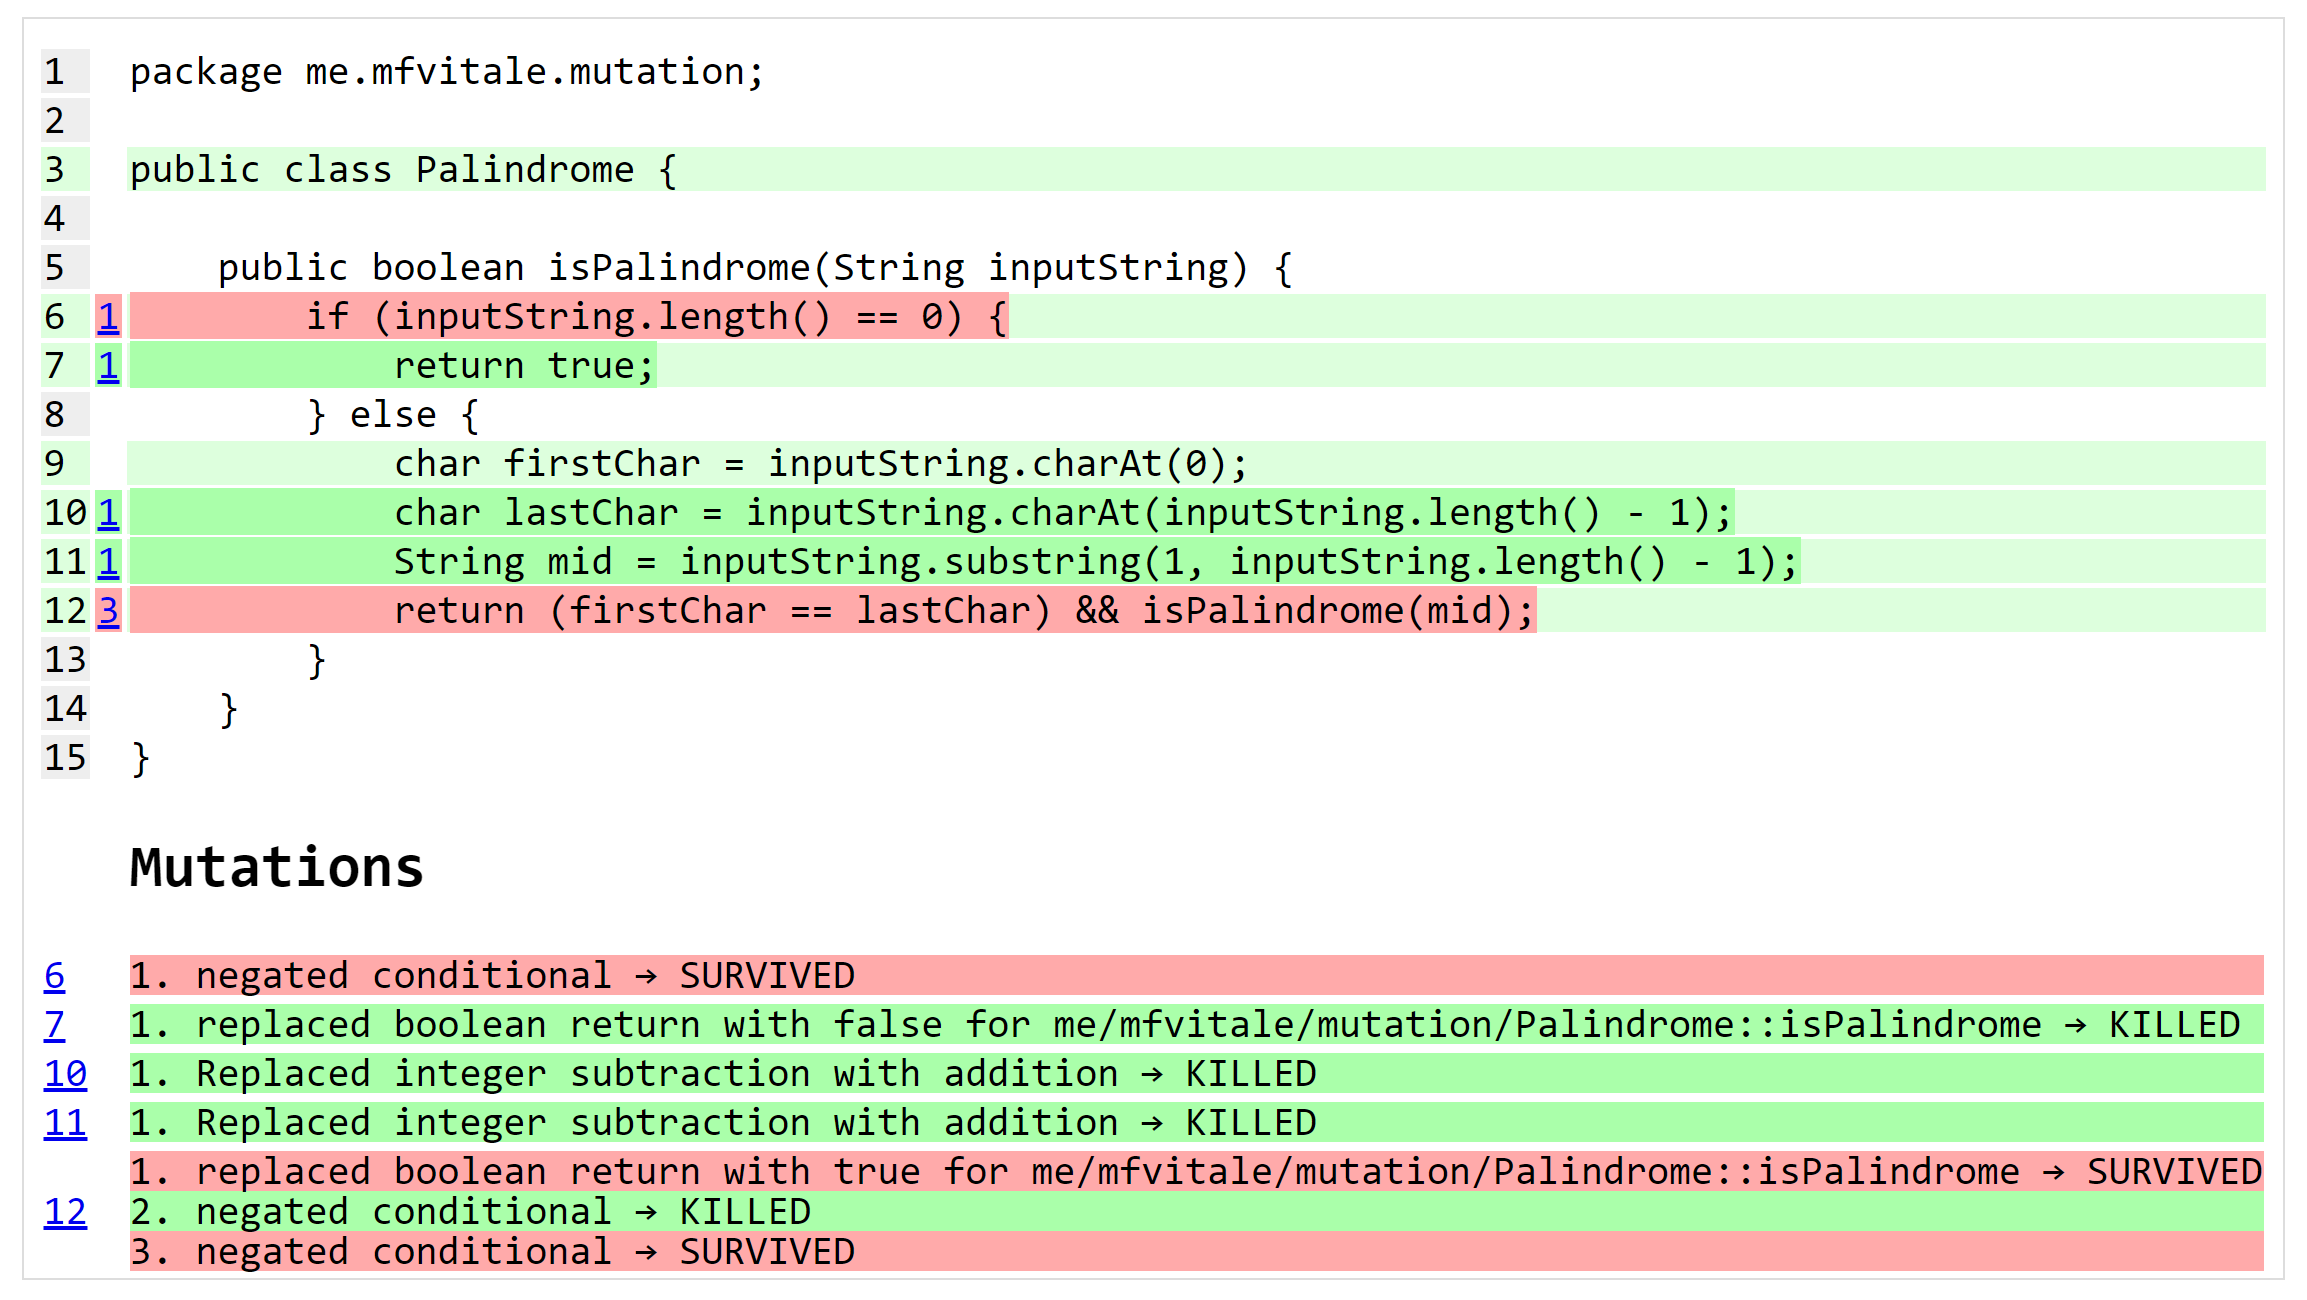 1 package me.mfvitale.mutation;
2
3 public class Palindrome {
4
5     public boolean isPalindrome(String inputString) {
6 1         if (inputString.length() == 0) {
7 1             return true;
8         } else {
9             char firstChar = inputString.charAt(0);
10 1             char lastChar = inputString.charAt(inputString.length() - 1);
11 1             String mid = inputString.substring(1, inputString.length() - 1);
12 3             return (firstChar == lastChar) && isPalindrome(mid);
13         }
14     }
15 }
Mutations
6 1. negated conditional → SURVIVED
7 1. replaced boolean return with false for me/mfvitale/mutation/Palindrome::isPalindrome → KILLED
10 1. Replaced integer subtraction with addition → KILLED
11 1. Replaced integer subtraction with addition → KILLED
1. replaced boolean return with true for me/mfvitale/mutation/Palindrome::isPalindrome → SURVIVED
12 2. negated conditional → KILLED
3. negated conditional → SURVIVED